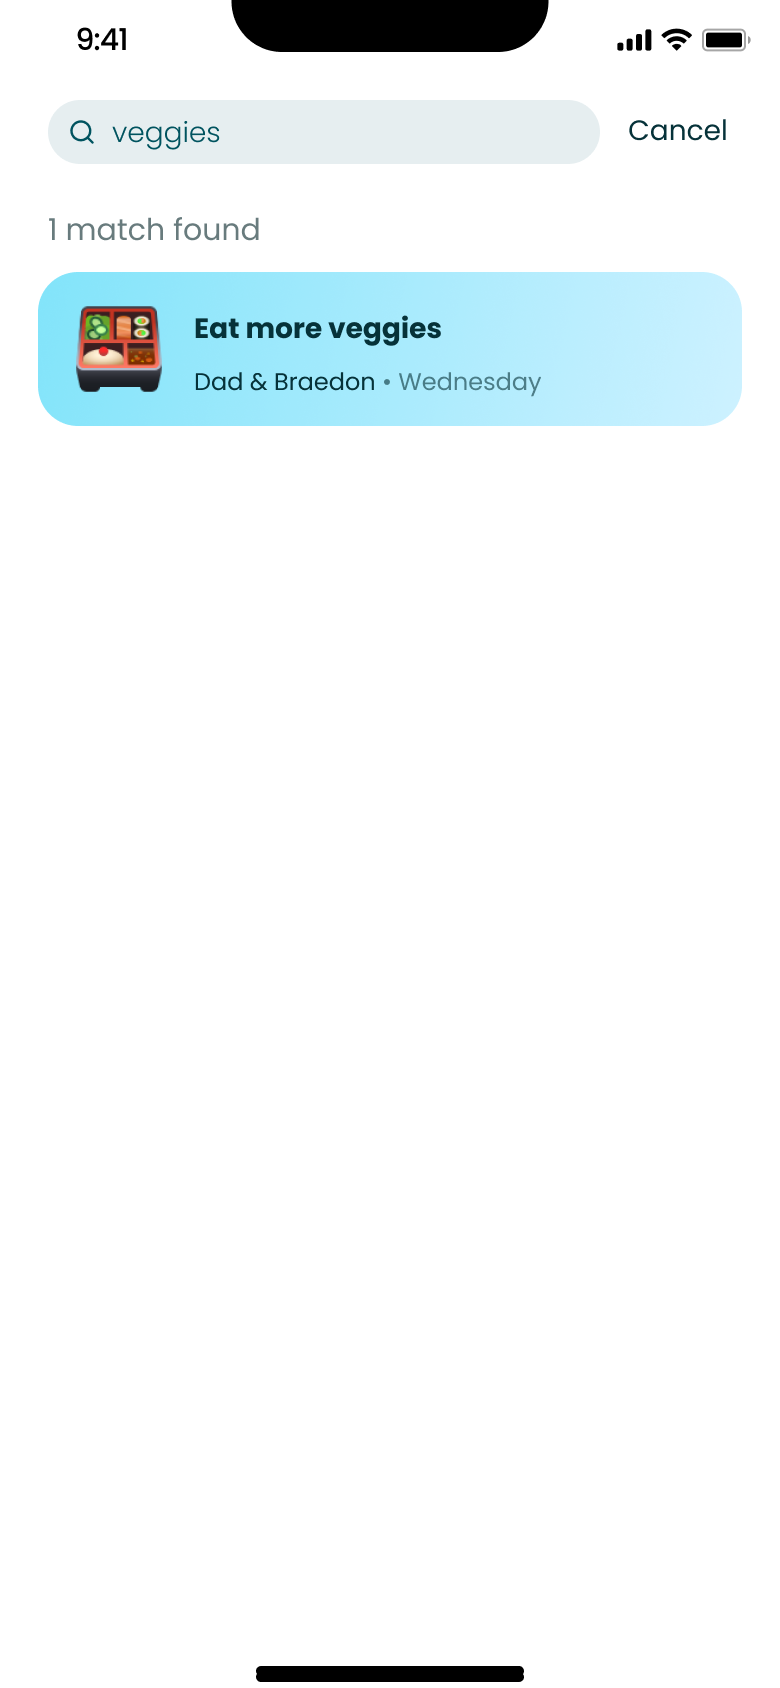 9:41
veggies
Cancel
1 match found
Eat more veggies
Dad & Braedon • Wednesday